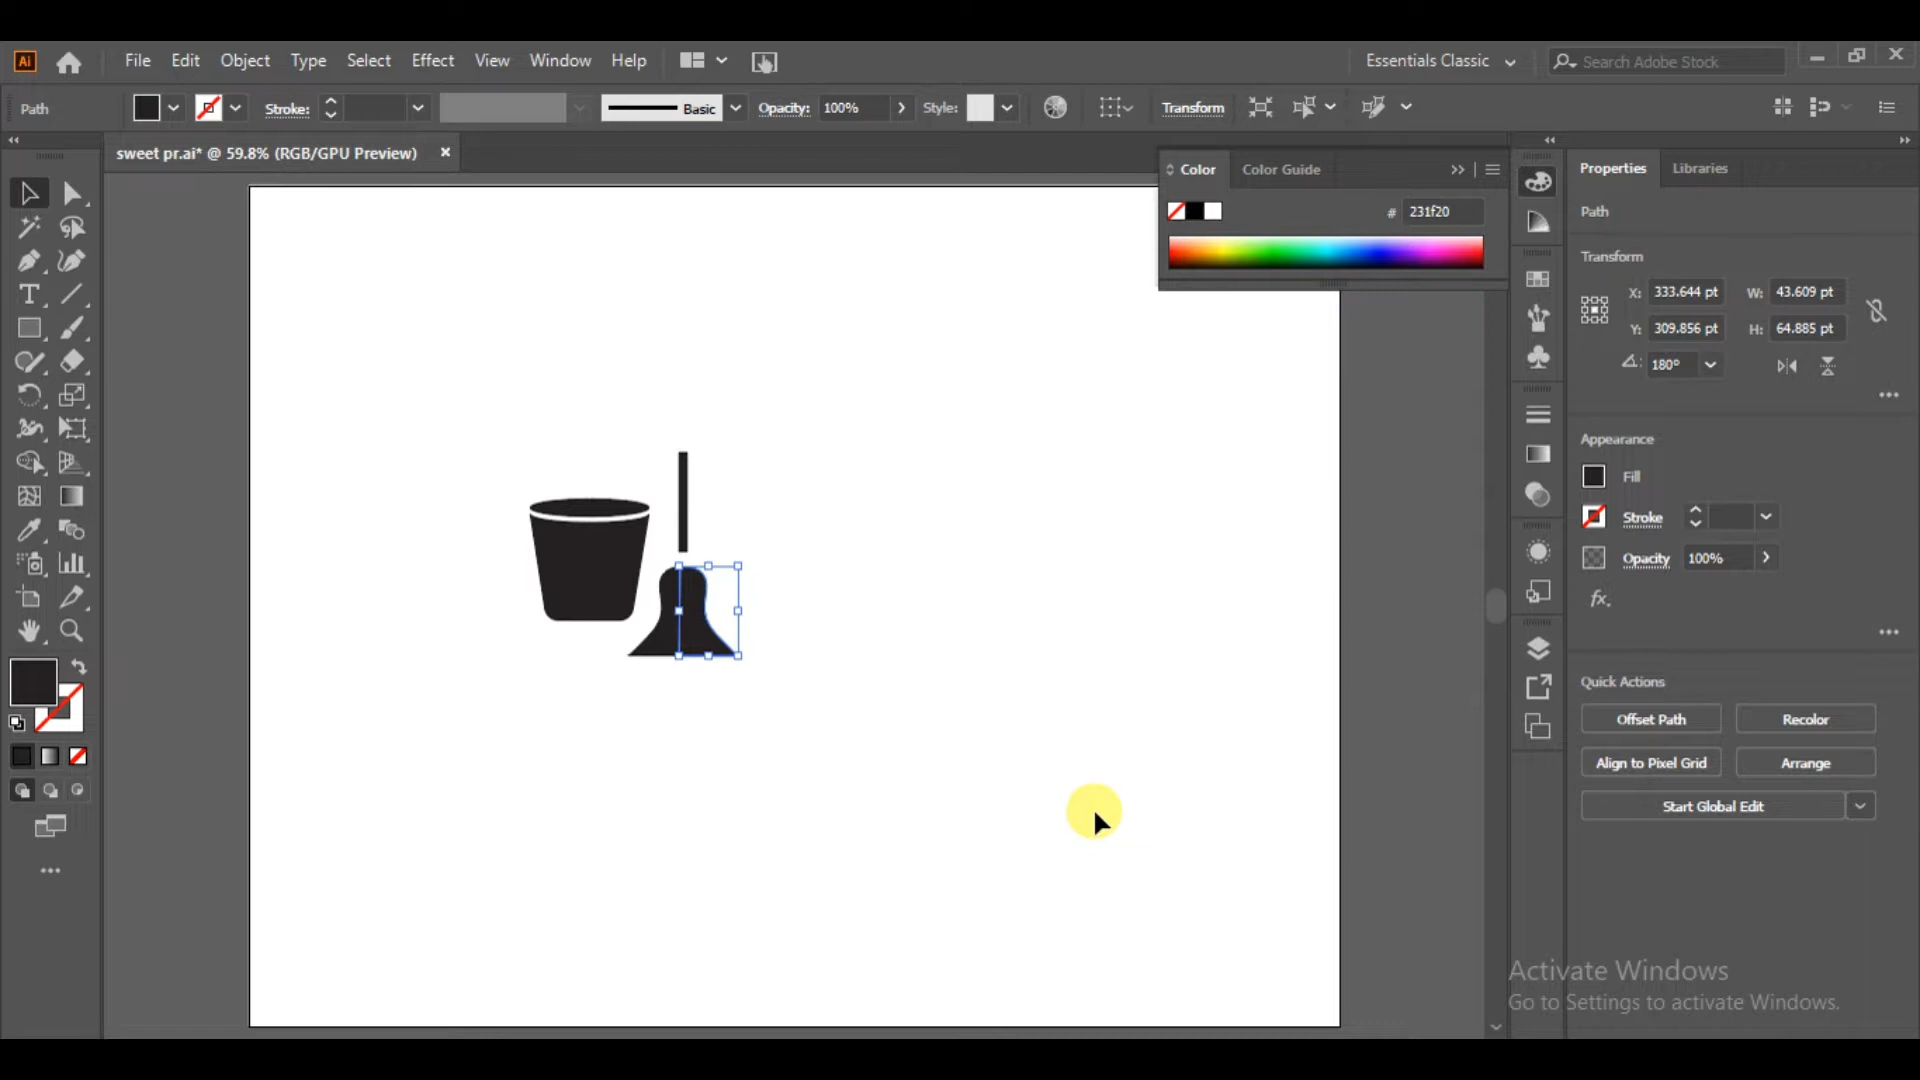 Ai File Edit Object Type Select Effect View Window Help Essentials Classic Search Adobe Stock
Path Stroke: Basic Opacity: 100% Style: Transform
sweet pr.ai* @ 59.8% (RGB/GPU Preview)
Color Color Guide
# 231f20
Properties Libraries
Path
Transform
X: 333.644 pt W: 43.609 pt
Y: 309.856 pt H: 64.885 pt
180°
Appearance
Fill
Stroke
Opacity 100%
fx.
Quick Actions
Offset Path Recolor
Align to Pixel Grid Arrange
Start Global Edit
Activate Windows
Go to Settings to activate Windows.